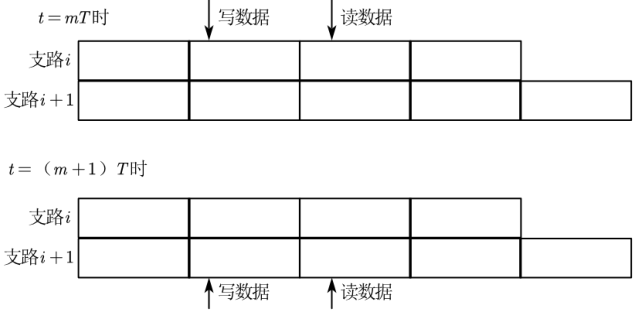 t=mT时 写数据 读数据
支路i
支路i+1
t=（m+1）T时
支路i
支路i+1
写数据 读数据